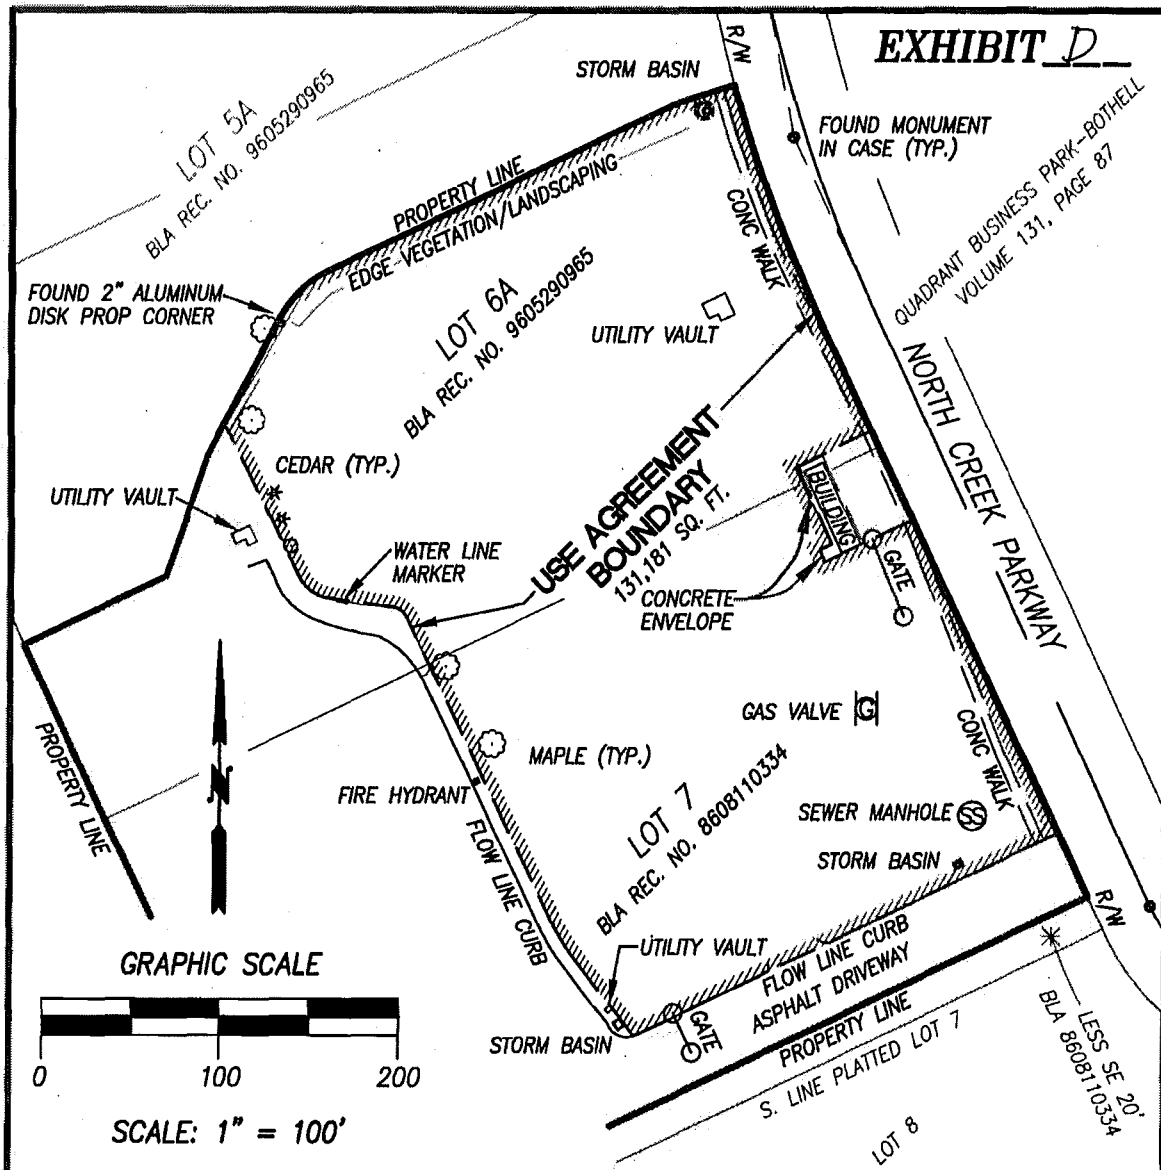 EXHIBIT D
R/W
STORM BASIN
FOUND MONUMENT
IN CASE (TYP.)
LOT 5A
BLA REC. NO. 9605290965
PROPERTY LINE
EDGE VEGETATION/LANDSCAPING
CONC WALK
QUADRANT BUSINESS PARK-BOTHELL
VOLUME 131, PAGE 87
FOUND 2" ALUMINUM
DISK PROP CORNER
LOT 6A
BLA REC. NO. 9605290965
UTILITY VAULT
NORTH CREEK PARKWAY
CEDAR (TYP.)
UTILITY VAULT
USE AGREEMENT
BOUNDARY
131,181 SQ. FT.
BUILDING
WATER LINE
MARKER
CONCRETE
ENVELOPE
GATE
PROPERTY LINE
N
GAS VALVE G
CONC WALK
MAPLE (TYP.)
FIRE HYDRANT
LOT 7
BLA REC. NO. 8608110334
SEWER MANHOLE SS
STORM BASIN
R/W
FLOW LINE CURB
UTILITY VAULT
FLOW LINE CURB
ASPHALT DRIVEWAY
GATE
PROPERTY LINE
STORM BASIN
S. LINE PLATTED LOT 7
LESS SE 20'
BLA 8608110334
LOT 8
GRAPHIC SCALE
0 100 200
SCALE: 1" = 100'